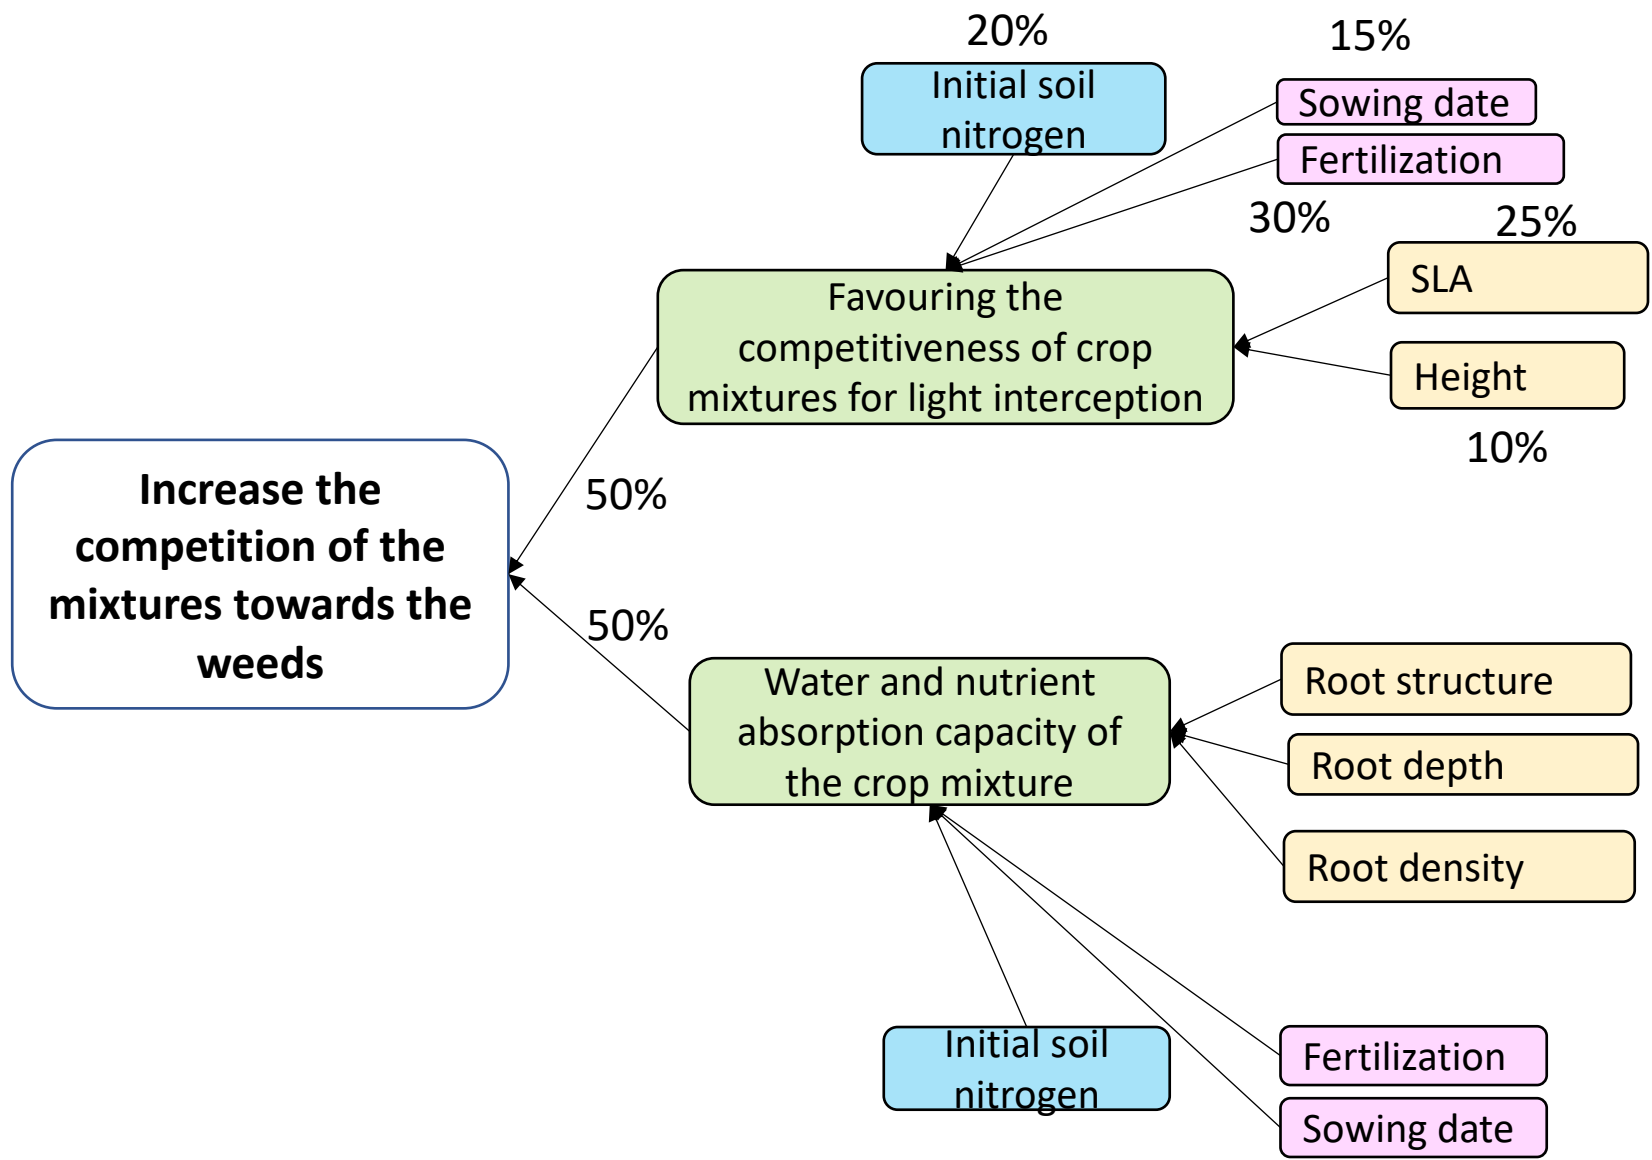 20%
15%
Initial soil
nitrogen
Sowing date
Fertilization
30%
25%
SLA
Height
10%
Favouring the
competitiveness of crop
mixtures for light interception
50%
Increase the
competition of the
mixtures towards the
weeds
50%
Water and nutrient
absorption capacity of
the crop mixture
Root structure
Root depth
Root density
Initial soil
nitrogen
Fertilization
Sowing date